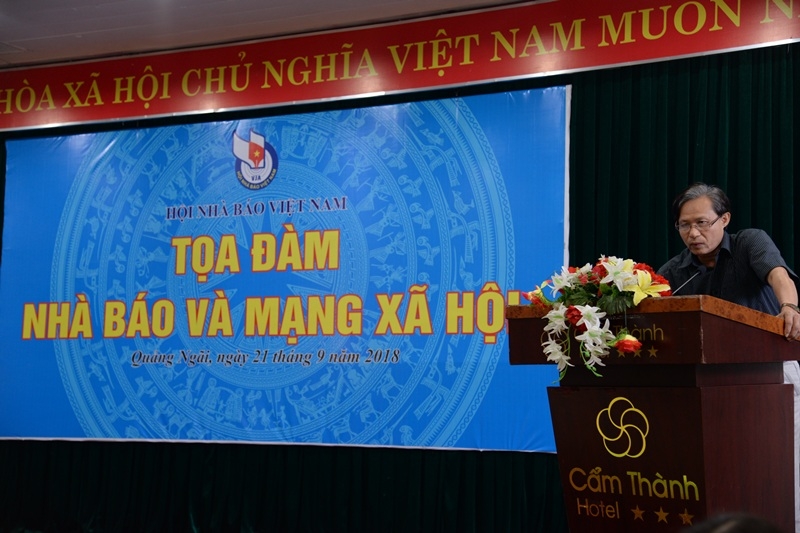 HÒA XÃ HỘI CHỦ NGHĨA VIỆT NAM MUÔN N
HỘI NHÀ BÁO VIỆT NAM
TỌA ĐÀM
NHÀ BÁO VÀ MẠNG XÃ HỘI
Quảng Ngãi, ngày 21 tháng 9 năm 2018
Thành
Cẩm Thành
Hotel